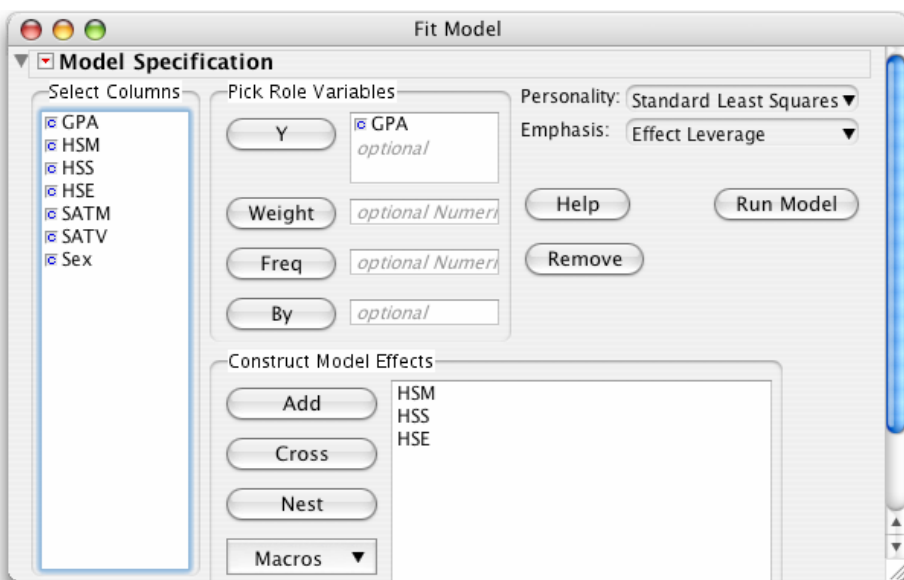 Fit Model
Model Specification
Select Columns
GPA
HSM
HSS
HSE
SATM
SATV
Sex
Pick Role Variables
Y
GPA
optional
Weight
optional Numeri
Freq
optional Numeri
By
optional
Personality: Standard Least Squares
Emphasis: Effect Leverage
Help
Run Model
Remove
Construct Model Effects
Add
Cross
Nest
Macros
HSM
HSS
HSE